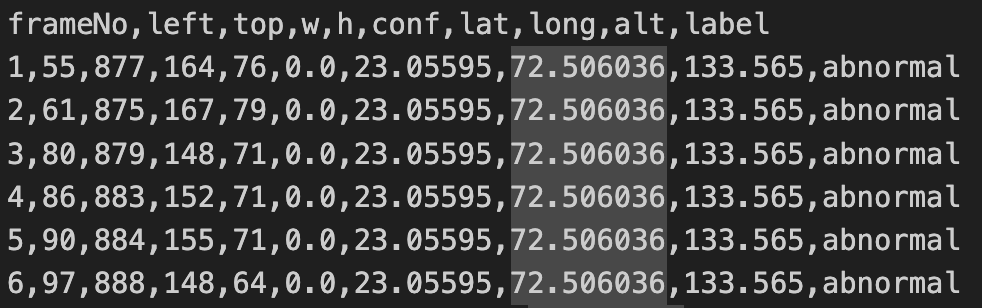 frameNo,left,top,w,h,conf,lat,long,alt,label
1,55,877,164,76,0.0,23.05595,72.506036,133.565,abnormal
2,61,875,167,79,0.0,23.05595,72.506036,133.565,abnormal
3,80,879,148,71,0.0,23.05595,72.506036,133.565,abnormal
4,86,883,152,71,0.0,23.05595,72.506036,133.565,abnormal
5,90,884,155,71,0.0,23.05595,72.506036,133.565,abnormal
6,97,888,148,64,0.0,23.05595,72.506036,133.565,abnormal